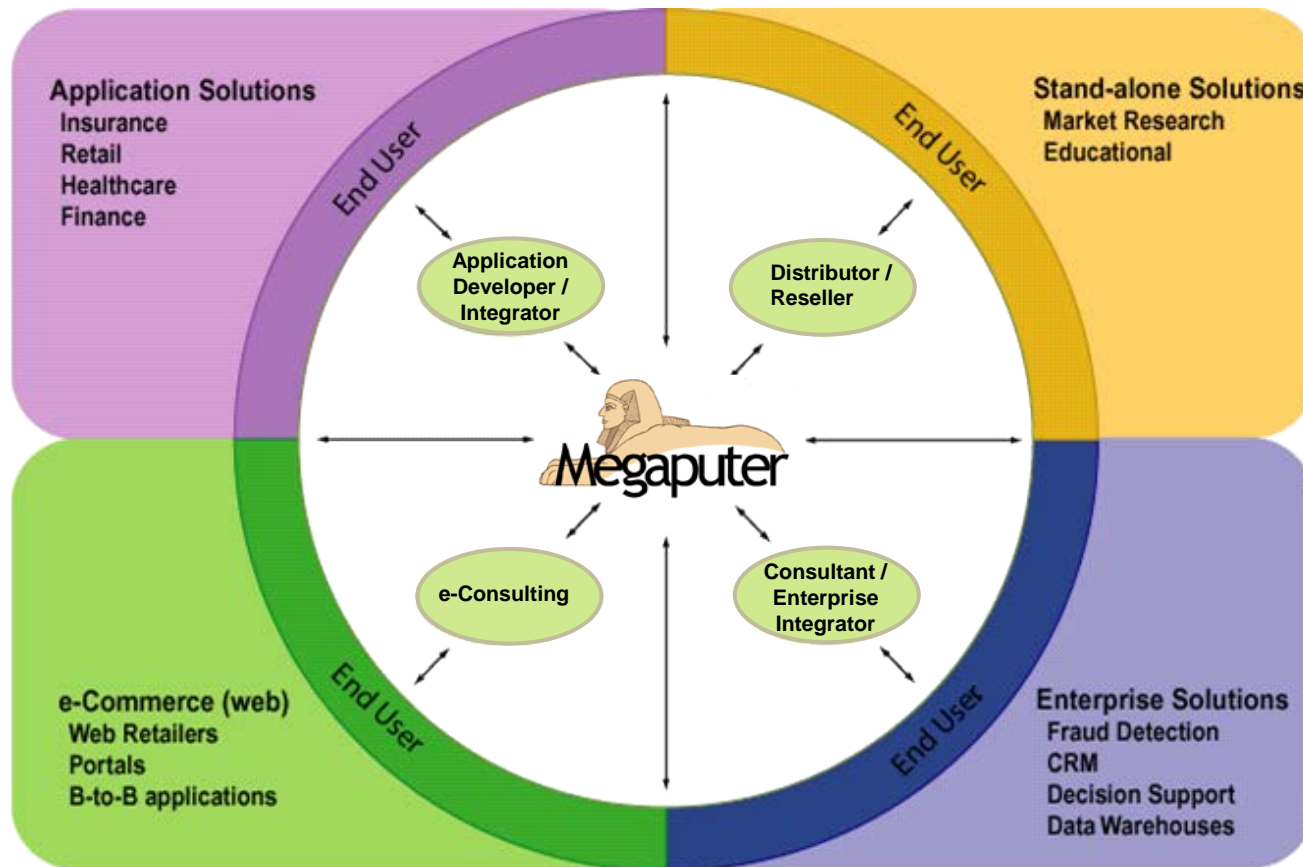 Application Solutions
Insurance
Retail
Healthcare
Finance
Stand-alone Solutions
Market Research
Educational
End User
End User
Application
Developer /
Integrator
Distributor /
Reseller
Megaputer
e-Consulting
Consultant /
Enterprise
Integrator
End User
End User
e-Commerce (web)
Web Retailers
Portals
B-to-B applications
Enterprise Solutions
Fraud Detection
CRM
Decision Support
Data Warehouses